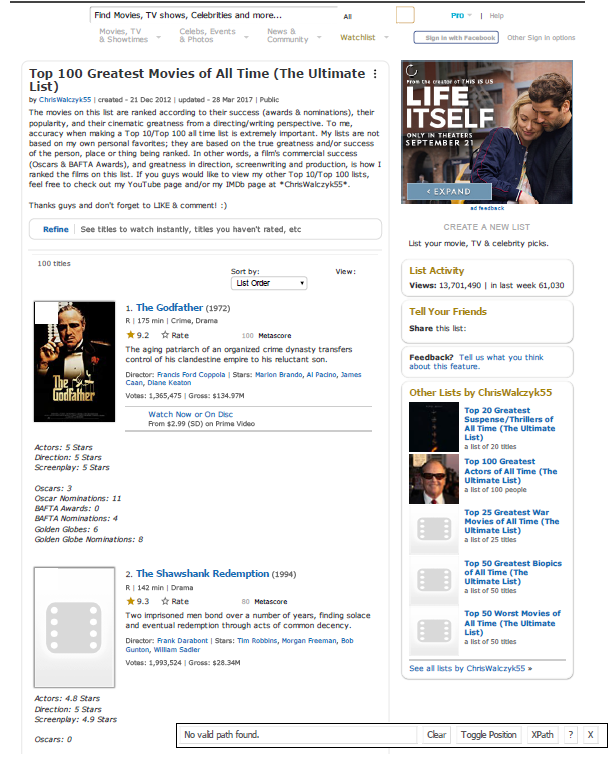 Find Movies, TV shows, Celebrities and more...
All
Pro | Help
Movies, TV
& Showtimes
Celebs, Events
& Photos
News &
Community
Watchlist
Sign in with Facebook
Other Sign in options
Top 100 Greatest Movies of All Time (The Ultimate
List)
by ChrisWalczyk55 | created - 21 Dec 2012 | updated - 28 Mar 2017 | Public
The movies on this list are ranked according to their success (awards & nominations), their
popularity, and their cinematic greatness from a directing/writing perspective. To me,
accuracy when making a Top 10/Top 100 all time list is extremely important. My lists are not
based on my own personal favorites; they are based on the true greatness and/or success
of the person, place or thing being ranked. In other words, a film's commercial success
(Oscars & BAFTA Awards), and greatness in direction, screenwriting and production, is how I
ranked the films on this list. If you guys would like to view my other Top 10/Top 100 lists,
feel free to check out my YouTube page and/or my IMDb page at *ChrisWalczyk55*.
Thanks guys and don't forget to LIKE & comment! :)
Refine See titles to watch instantly, titles you haven't rated, etc
100 titles
Sort by:
View:
List Order
1. The Godfather (1972)
R | 175 min | Crime, Drama
9.2 Rate 100 Metascore
The aging patriarch of an organized crime dynasty transfers
control of his clandestine empire to his reluctant son.
Director: Francis Ford Coppola | Stars: Marlon Brando, Al Pacino, James
Caan, Diane Keaton
Votes: 1,365,475 | Gross: $134.97M
Watch Now or On Disc
From $2.99 (SD) on Prime Video
The
Godfather
Actors: 5 Stars
Direction: 5 Stars
Screenplay: 5 Stars
Oscars: 3
Oscar Nominations: 11
BAFTA Awards: 0
BAFTA Nominations: 4
Golden Globes: 6
Golden Globe Nominations: 8
2. The Shawshank Redemption (1994)
R | 142 min | Drama
9.3 Rate 80 Metascore
Two imprisoned men bond over a number of years, finding solace
and eventual redemption through acts of common decency.
Director: Frank Darabont | Stars: Tim Robbins, Morgan Freeman, Bob
Gunton, William Sadler
Votes: 1,993,524 | Gross: $28.34M
Actors: 4.8 Stars
Direction: 5 Stars
Screenplay: 4.9 Stars
Oscars: 0
From the creator of THIS IS US
LIFE
ITSELF
ONLY IN THEATERS
SEPTEMBER 21
< EXPAND
ad feedback
CREATE A NEW LIST
List your movie, TV & celebrity picks.
List Activity
Views: 13,701,490 | in last week 61,030
Tell Your Friends
Share this list:
Feedback? Tell us what you think
about this feature.
Other Lists by ChrisWalczyk55
Top 20 Greatest
Suspense/Thrillers of
All Time (The Ultimate
List)
a list of 20 titles
Top 100 Greatest
Actors of All Time (The
Ultimate List)
a list of 100 people
Top 25 Greatest War
Movies of All Time (The
Ultimate List)
a list of 25 titles
Top 50 Greatest Biopics
of All Time (The
Ultimate List)
a list of 50 titles
Top 50 Worst Movies of
All Time (The Ultimate
List)
a list of 50 titles
See all lists by ChrisWalczyk55 »
No valid path found.
Clear
Toggle Position
XPath
?
X